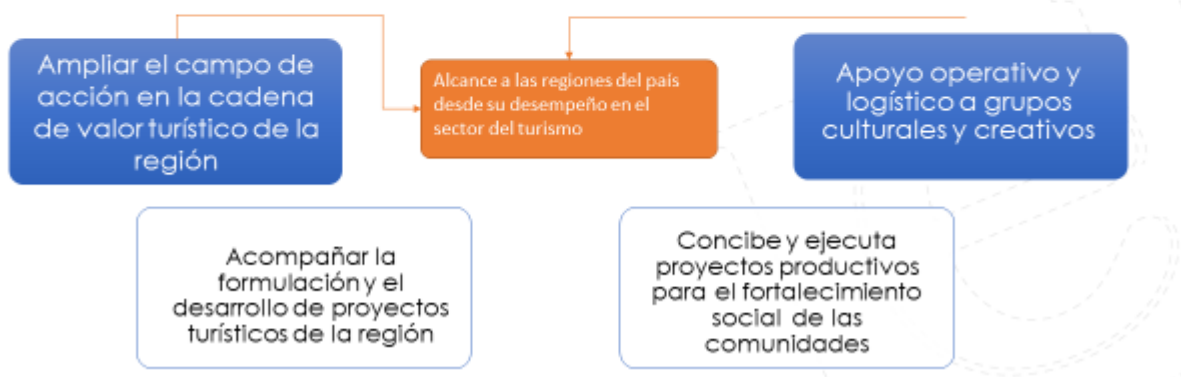 Ampliar el campo de
acción en la cadena
de valor turístico de la
región
Alcance a las regiones del país
desde su desempeño en el
sector del turismo
Apoyo operativo y
logístico a grupos
culturales y creativos
Acompañar la
formulación y el
desarrollo de proyectos
turísticos de la región
Concibe y ejecuta
proyectos productivos
para el fortalecimiento
social de las
comunidades